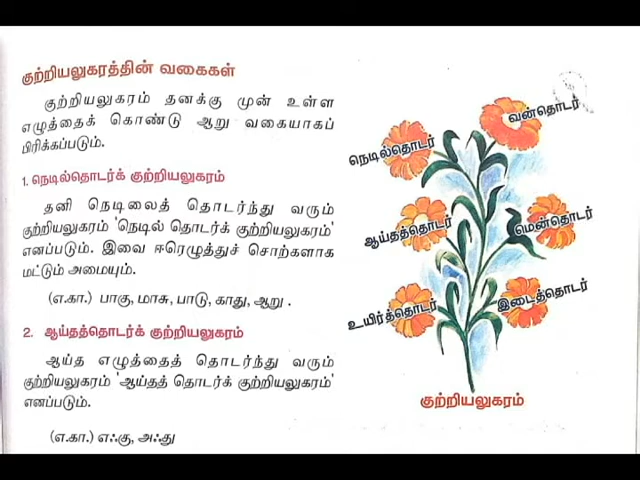 குற்றியலுகரத்தின் வகைகள்
குற்றியலுகரம் தனக்கு முன் உள்ள
எழுத்தைக் கொண்டு ஆறு வகையாகப்
பிரிக்கப்படும்.
1. நெடில்தொடர்க் குற்றியலுகரம்
தனி நெடிலைத் தொடர்ந்து வரும்
குற்றியலுகரம் 'நெடில் தொடர்க் குற்றியலுகரம்'
எனப்படும். இவை ஈரெழுத்துச் சொற்களாக
மட்டும் அமையும்.
(எ.கா.) பாகு, மாசு, பாடு, காது, ஆறு .
2. ஆய்தத்தொடர்க் குற்றியலுகரம்
ஆய்த எழுத்தைத் தொடர்ந்து வரும்
குற்றியலுகரம் 'ஆய்தத் தொடர்க் குற்றியலுகரம்'
எனப்படும்.
(எ.கா.) எஃகு, அஃது
வன்தொடர்
நெடில்தொடர்
மென்தொடர்
ஆய்தத்தொடர்
இடைத்தொடர்
உயிர்த்தொடர்
குற்றியலுகரம்